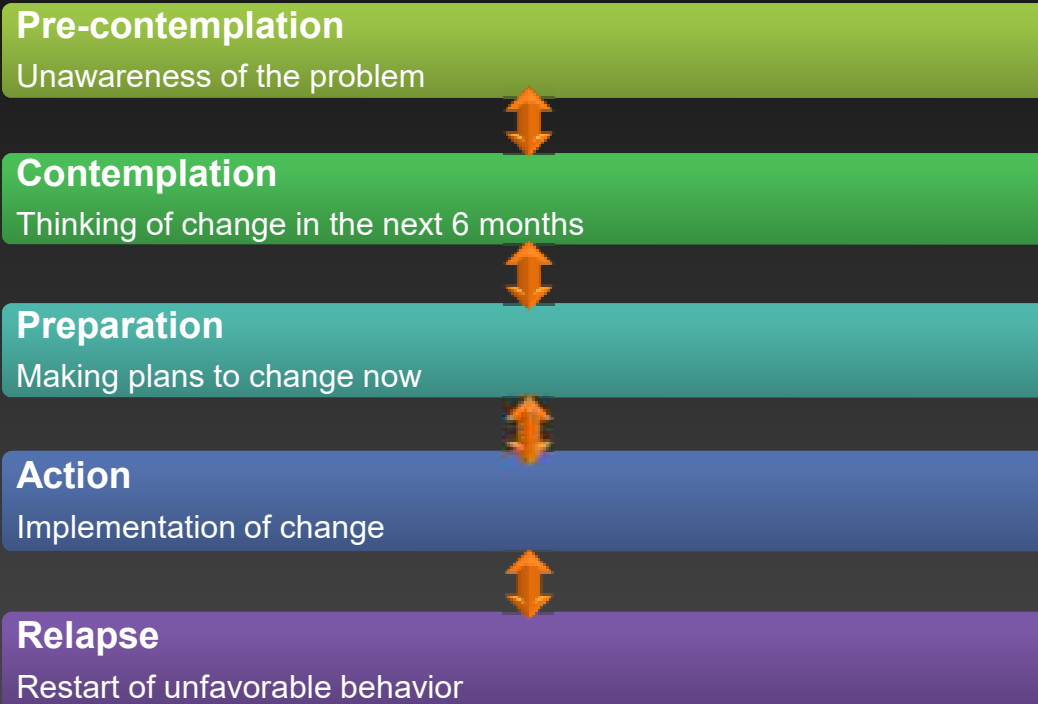 Pre-contemplation
Unawareness of the problem
Contemplation
Thinking of change in the next 6 months
Preparation
Making plans to change now
Action
Implementation of change
Relapse
Restart of unfavorable behavior